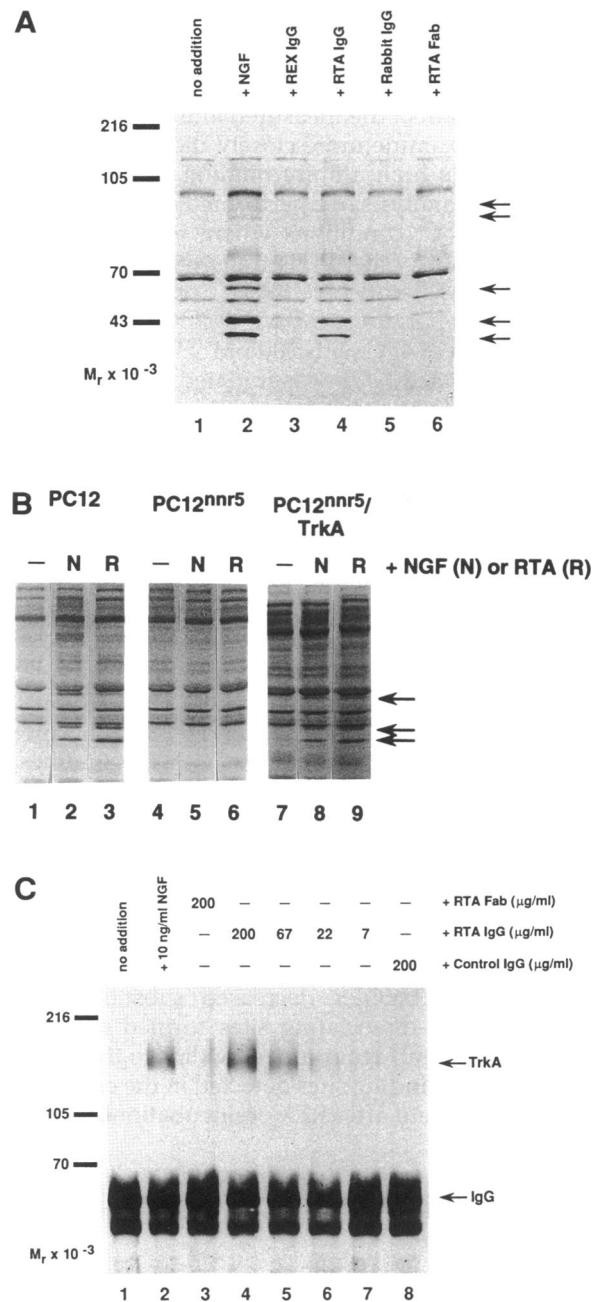 A
no addition
+ NGF
+ REX IgG
+ RTA IgG
+ Rabbit IgG
+ RTA Fab
216
105
70
43
Mr x 10 -3
1 2 3 4 5 6
B
PC12 PC12nnr5 PC12nnr5/
TrkA
— N R — N R — N R + NGF (N) or RTA (R)
1 2 3 4 5 6 7 8 9
C
no addition
+ 10 ng/ml NGF
200 — — — — — + RTA Fab (µg/ml)
— 200 67 22 7 — + RTA IgG (µg/ml)
— — — — — 200 + Control IgG (µg/ml)
216
TrkA
105
70
IgG
Mr x 10 -3
1 2 3 4 5 6 7 8